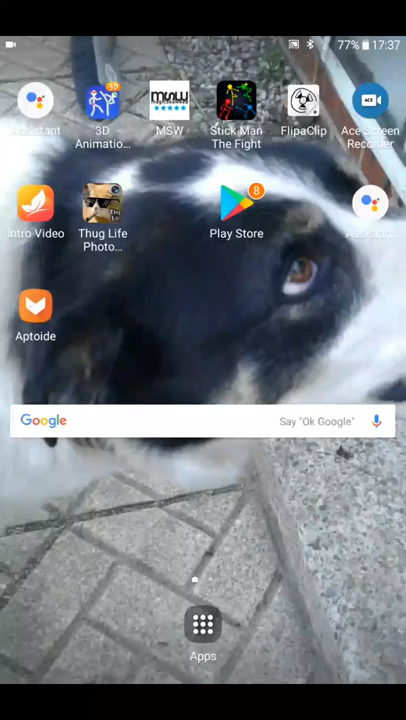 77% 17:37
Assistant
3D Animatio...
MSW
Stick Man The Fight
FlipaClip
Ace Screen Recorder
Intro Video
Thug Life Photo...
8
Play Store
Aptoide
Google Say "Ok Google"
Apps